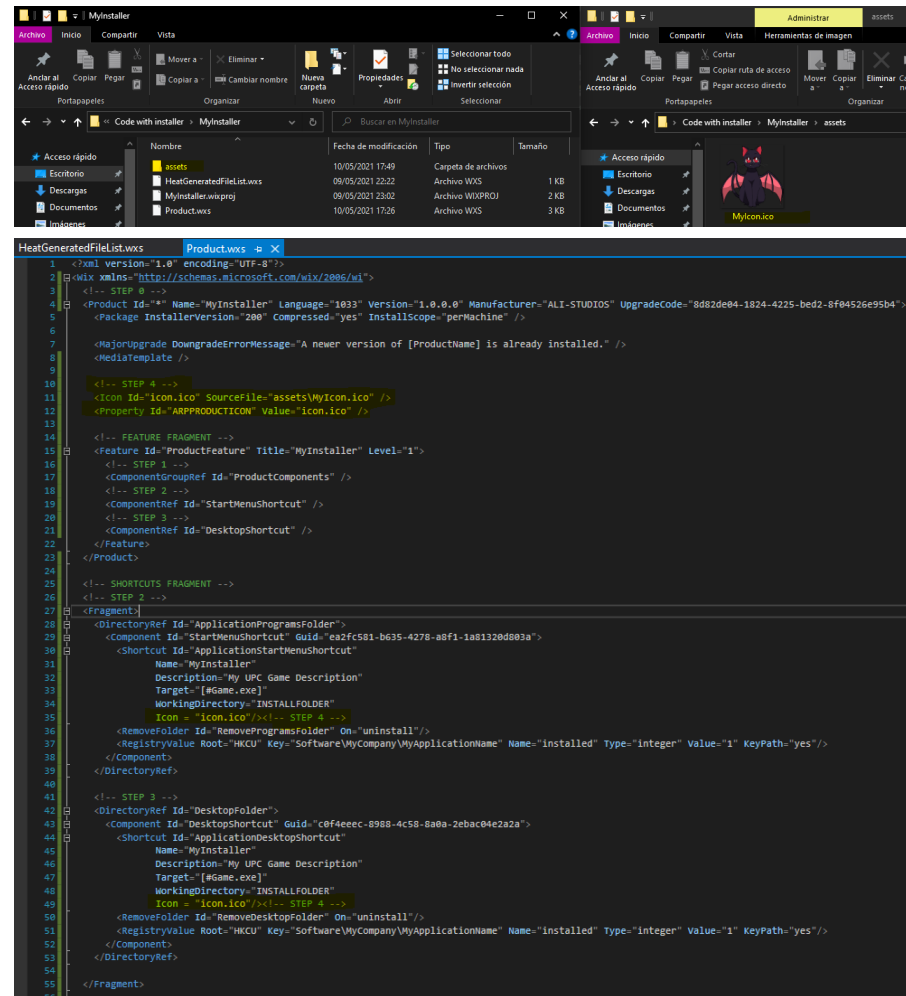 MyInstaller
Archivo Inicio Compartir Vista
Anclar al Acceso rápido
Copiar
Pegar
Portapapeles
Mover a
Copiar a
Eliminar
Cambiar nombre
Organizar
Nueva carpeta
Nuevo
Propiedades
Abrir
Seleccionar todo
No seleccionar nada
Invertir selección
Seleccionar
« Code with installer › MyInstaller
Buscar en MyInstaller
Nombre Fecha de modificación Tipo Tamaño
Acceso rápido
Escritorio
Descargas
Documentos
Imágenes
assets 10/05/2021 17:49 Carpeta de archivos
HeatGeneratedFileList.wxs 09/05/2021 22:22 Archivo WXS 1 KB
MyInstaller.wixproj 09/05/2021 23:02 Archivo WIXPROJ 2 KB
Product.wxs 10/05/2021 17:26 Archivo WXS 3 KB
Administrar assets
Archivo Inicio Compartir Vista Herramientas de imagen
Anclar al Acceso rápido
Copiar
Pegar
Cortar
Copiar ruta de acceso
Pegar acceso directo
Portapapeles
Mover a
Copiar a
Eliminar
Organizar
› Code with installer › MyInstaller › assets
Acceso rápido
Escritorio
Descargas
Documentos
Imágenes
MyIcon.ico
HeatGeneratedFileList.wxs Product.wxs
1 <?xml version="1.0" encoding="UTF-8"?>
2 <Wix xmlns="http://schemas.microsoft.com/wix/2006/wi">
3 <!-- STEP 0 -->
4 <Product Id="*" Name="MyInstaller" Language="1033" Version="1.0.0.0" Manufacturer="ALI-STUDIOS" UpgradeCode="8d82de04-1824-4225-bed2-8f04526e95b4">
5 <Package InstallerVersion="200" Compressed="yes" InstallScope="perMachine" />
6
7 <MajorUpgrade DowngradeErrorMessage="A newer version of [ProductName] is already installed." />
8 <MediaTemplate />
9
10 <!-- STEP 4 -->
11 <Icon Id="icon.ico" SourceFile="assets\MyIcon.ico" />
12 <Property Id="ARPPRODUCTICON" Value="icon.ico" />
13
14 <!-- FEATURE FRAGMENT -->
15 <Feature Id="ProductFeature" Title="MyInstaller" Level="1">
16 <!-- STEP 1 -->
17 <ComponentGroupRef Id="ProductComponents" />
18 <!-- STEP 2 -->
19 <ComponentRef Id="StartMenuShortcut" />
20 <!-- STEP 3 -->
21 <ComponentRef Id="DesktopShortcut" />
22 </Feature>
23 </Product>
24
25 <!-- SHORTCUTS FRAGMENT -->
26 <!-- STEP 2 -->
27 <Fragment>
28 <DirectoryRef Id="ApplicationProgramsFolder">
29 <Component Id="StartMenuShortcut" Guid="ea2fc581-b635-4278-a8f1-1a81320d803a">
30 <Shortcut Id="ApplicationStartMenuShortcut"
31 Name="MyInstaller"
32 Description="My UPC Game Description"
33 Target="[#Game.exe]"
34 WorkingDirectory="INSTALLFOLDER"
35 Icon = "icon.ico"/><!-- STEP 4 -->
36 <RemoveFolder Id="RemoveProgramsFolder" On="uninstall"/>
37 <RegistryValue Root="HKCU" Key="Software\MyCompany\MyApplicationName" Name="installed" Type="integer" Value="1" KeyPath="yes"/>
38 </Component>
39 </DirectoryRef>
40
41 <!-- STEP 3 -->
42 <DirectoryRef Id="DesktopFolder">
43 <Component Id="DesktopShortcut" Guid="c0f4eeec-8988-4c58-8a0a-2ebac04e2a2a">
44 <Shortcut Id="ApplicationDesktopShortcut"
45 Name="MyInstaller"
46 Description="My UPC Game Description"
47 Target="[#Game.exe]"
48 WorkingDirectory="INSTALLFOLDER"
49 Icon = "icon.ico"/><!-- STEP 4 -->
50 <RemoveFolder Id="RemoveDesktopFolder" On="uninstall"/>
51 <RegistryValue Root="HKCU" Key="Software\MyCompany\MyApplicationName" Name="installed" Type="integer" Value="1" KeyPath="yes"/>
52 </Component>
53 </DirectoryRef>
54
55 </Fragment>